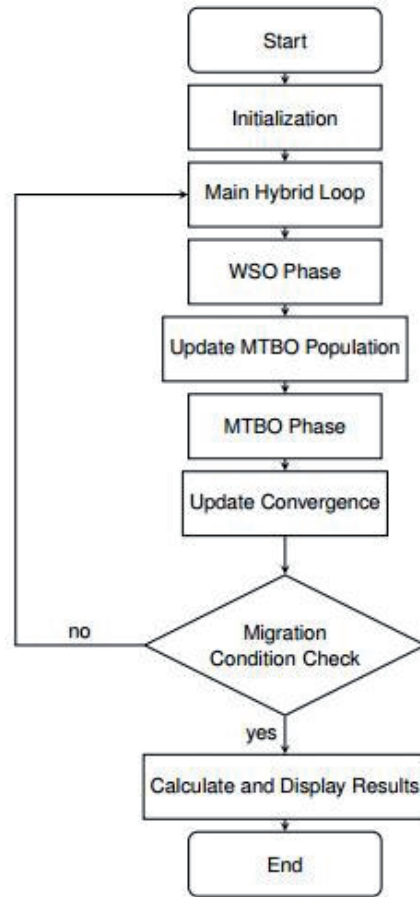 Start
Initialization
Main Hybrid Loop
WSO Phase
Update MTBO Population
MTBO Phase
Update Convergence
no
Migration
Condition Check
yes
Calculate and Display Results
End